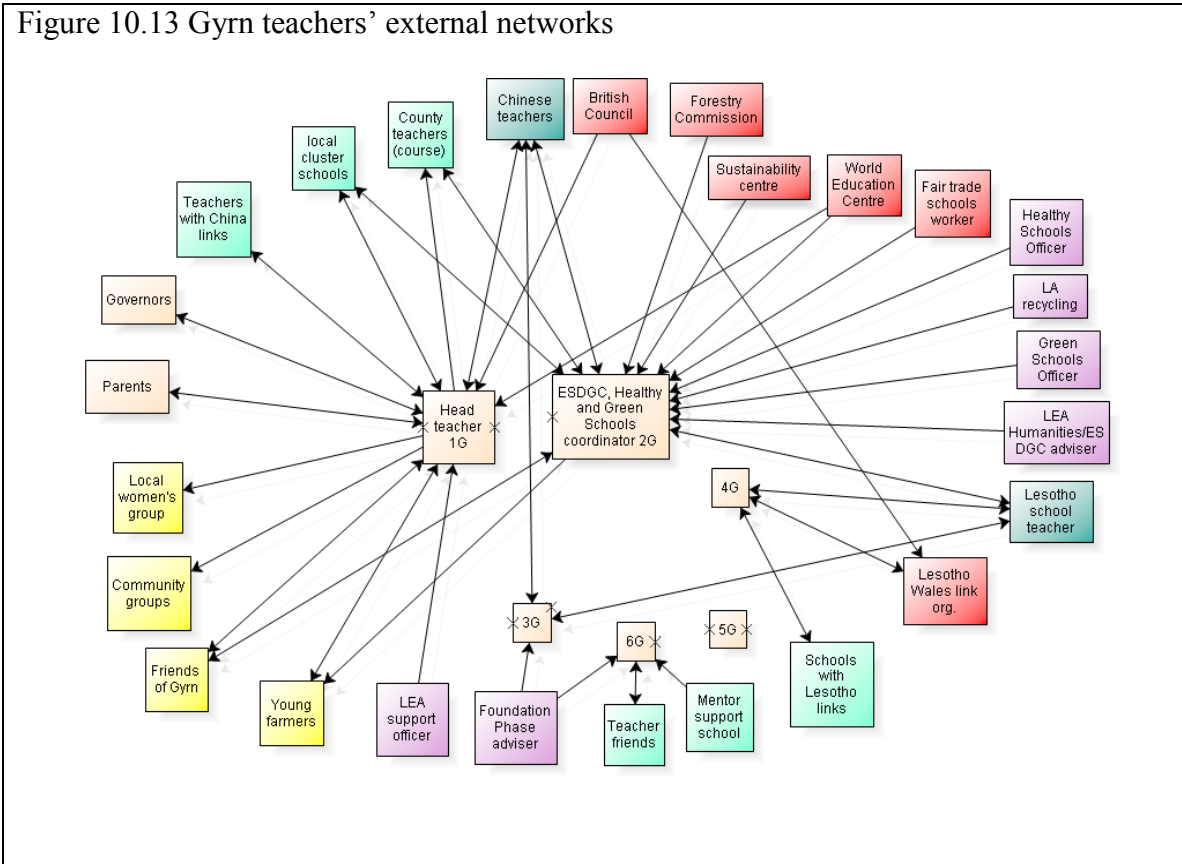 Figure 10.13 Gyrn teachers’ external networks
Chinese
teachers
British
Council
Forestry
Commission
County
teachers
(course)
local
cluster
schools
Sustainability
centre
World
Education
Centre
Fair trade
schools
worker
Teachers
with China
links
Healthy
Schools
Officer
LA
recycling
Governors
Green
Schools
Officer
Parents
Head
teacher
1G
ESDGC, Healthy
and Green
Schools
coordinator 2G
LEA
Humanities/ES
DGC adviser
Local
women's
group
4G
Lesotho
school
teacher
Community
groups
Lesotho
Wales link
org.
3G
6G
5G
Friends
of Gyrn
Young
farmers
LEA
support
officer
Foundation
Phase
adviser
Teacher
friends
Mentor
support
school
Schools
with
Lesotho
links